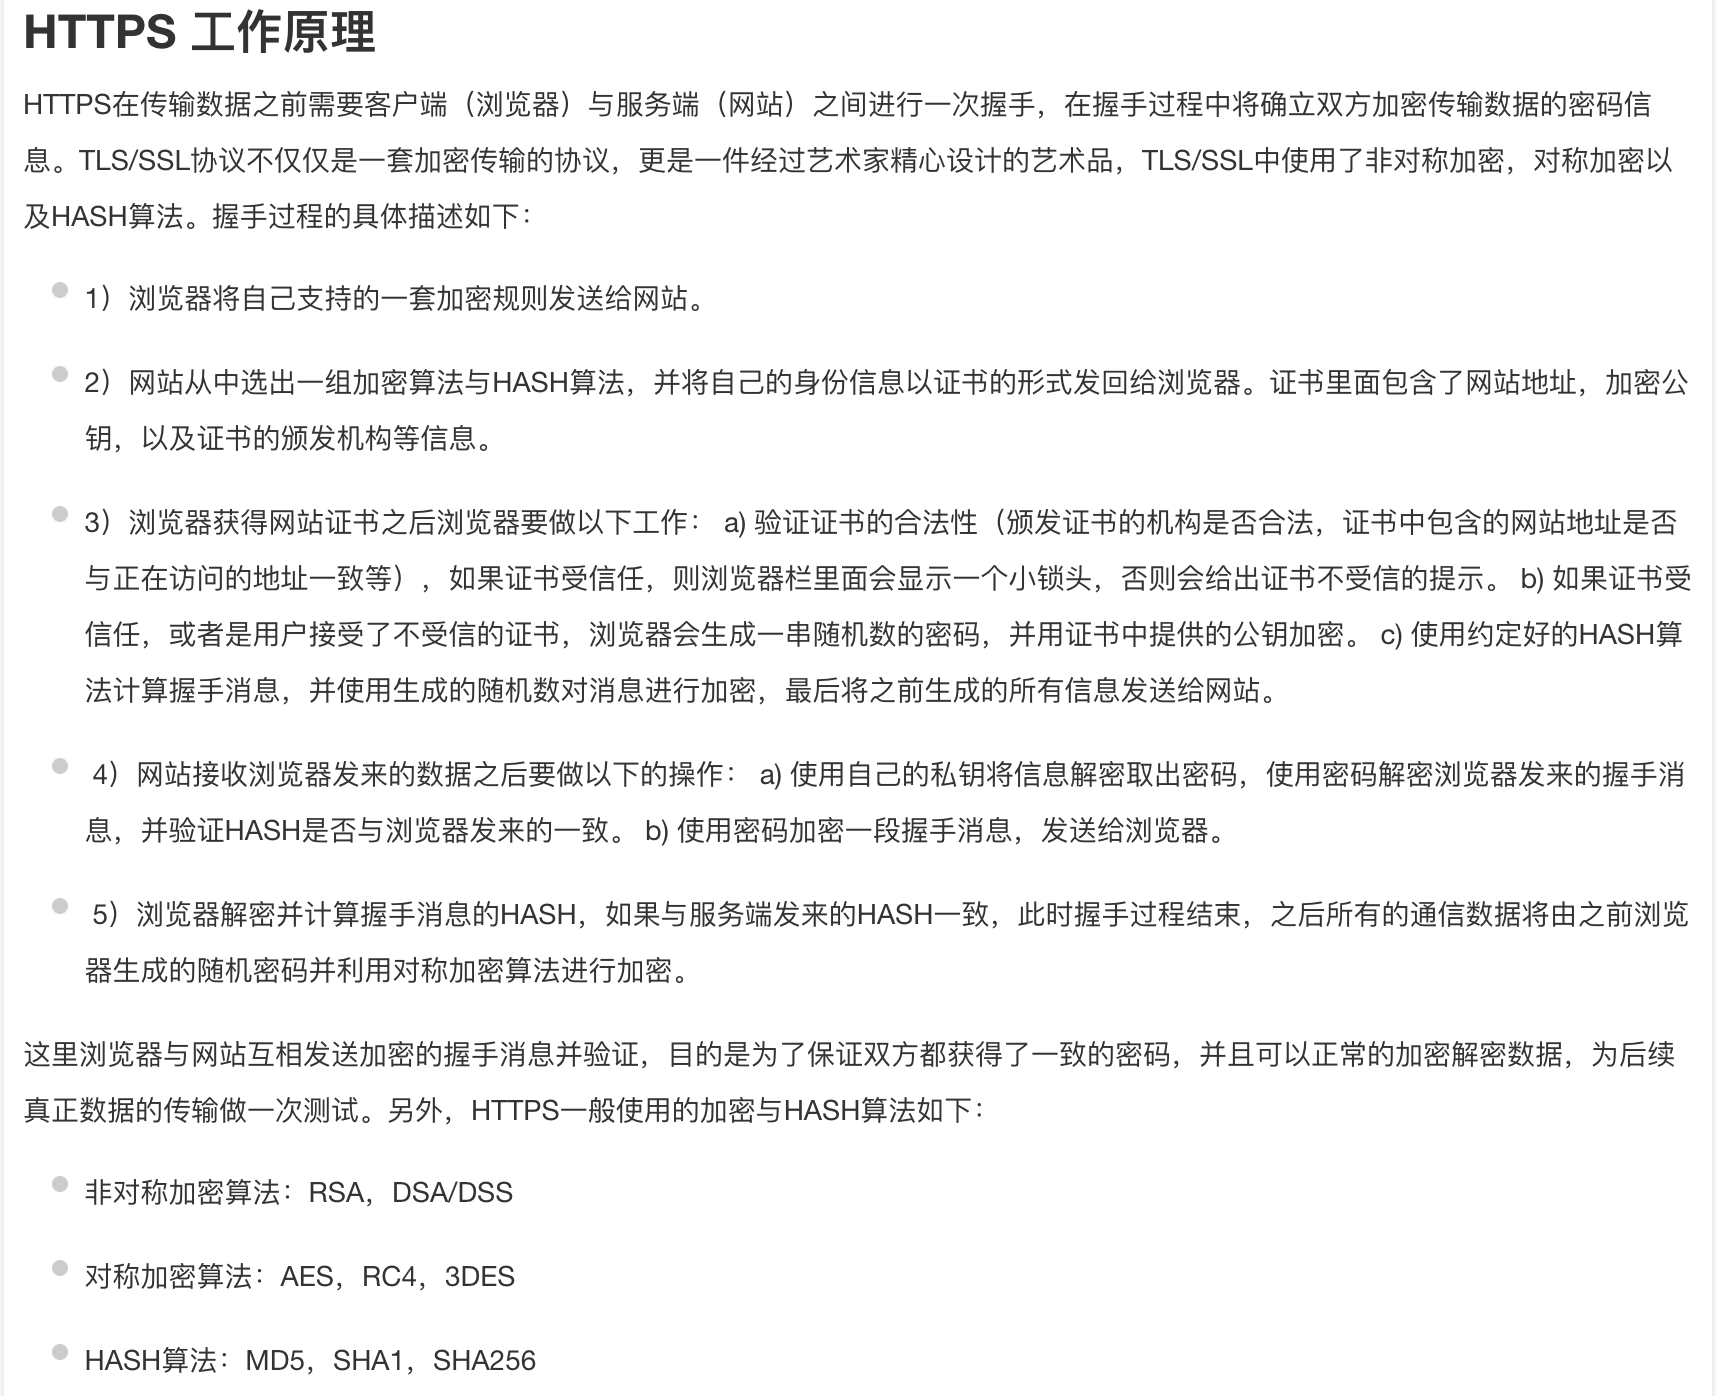 HTTPS 工作原理
HTTPS在传输数据之前需要客户端（浏览器）与服务端（网站）之间进行一次握手，在握手过程中将确立双方加密传输数据的密码信
息。TLS/SSL协议不仅仅是一套加密传输的协议，更是一件经过艺术家精心设计的艺术品，TLS/SSL中使用了非对称加密，对称加密以
及HASH算法。握手过程的具体描述如下：
1）浏览器将自己支持的一套加密规则发送给网站。
2）网站从中选出一组加密算法与HASH算法，并将自己的身份信息以证书的形式发回给浏览器。证书里面包含了网站地址，加密公
钥，以及证书的颁发机构等信息。
3）浏览器获得网站证书之后浏览器要做以下工作： a) 验证证书的合法性（颁发证书的机构是否合法，证书中包含的网站地址是否
与正在访问的地址一致等），如果证书受信任，则浏览器栏里面会显示一个小锁头，否则会给出证书不受信的提示。 b) 如果证书受
信任，或者是用户接受了不受信的证书，浏览器会生成一串随机数的密码，并用证书中提供的公钥加密。 c) 使用约定好的HASH算
法计算握手消息，并使用生成的随机数对消息进行加密，最后将之前生成的所有信息发送给网站。
4）网站接收浏览器发来的数据之后要做以下的操作： a) 使用自己的私钥将信息解密取出密码，使用密码解密浏览器发来的握手消
息，并验证HASH是否与浏览器发来的一致。 b) 使用密码加密一段握手消息，发送给浏览器。
5）浏览器解密并计算握手消息的HASH，如果与服务端发来的HASH一致，此时握手过程结束，之后所有的通信数据将由之前浏览
器生成的随机密码并利用对称加密算法进行加密。
这里浏览器与网站互相发送加密的握手消息并验证，目的是为了保证双方都获得了一致的密码，并且可以正常的加密解密数据，为后续
真正数据的传输做一次测试。另外，HTTPS一般使用的加密与HASH算法如下：
非对称加密算法：RSA，DSA/DSS
对称加密算法：AES，RC4，3DES
HASH算法：MD5，SHA1，SHA256